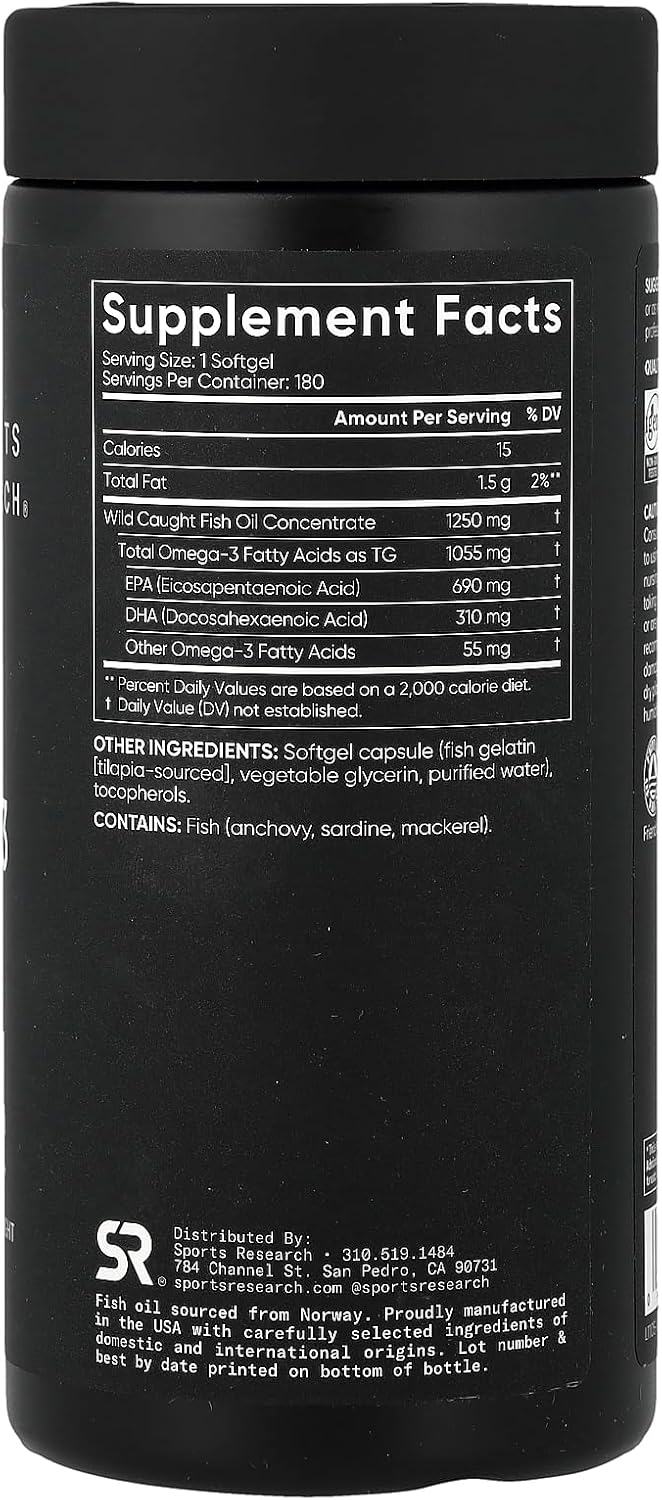 Supplement Facts
Serving Size: 1 Softgel
Servings Per Container: 180
Amount Per Serving % DV
Calories 15
Total Fat 1.5 g 2%**
Wild Caught Fish Oil Concentrate 1250 mg †
Total Omega-3 Fatty Acids as TG 1055 mg †
EPA (Eicosapentaenoic Acid) 690 mg †
DHA (Docosahexaenoic Acid) 310 mg †
Other Omega-3 Fatty Acids 55 mg †
** Percent Daily Values are based on a 2,000 calorie diet.
† Daily Value (DV) not established.
OTHER INGREDIENTS: Softgel capsule (fish gelatin
[tilapia-sourced], vegetable glycerin, purified water),
tocopherols.
CONTAINS: Fish (anchovy, sardine, mackerel).
SR®
Distributed By:
Sports Research · 310.519.1484
784 Channel St. San Pedro, CA 90731
sportsresearch.com @sportsresearch
Fish oil sourced from Norway. Proudly manufactured
in the USA with carefully selected ingredients of
domestic and international origins. Lot number &
best by date printed on bottom of bottle.